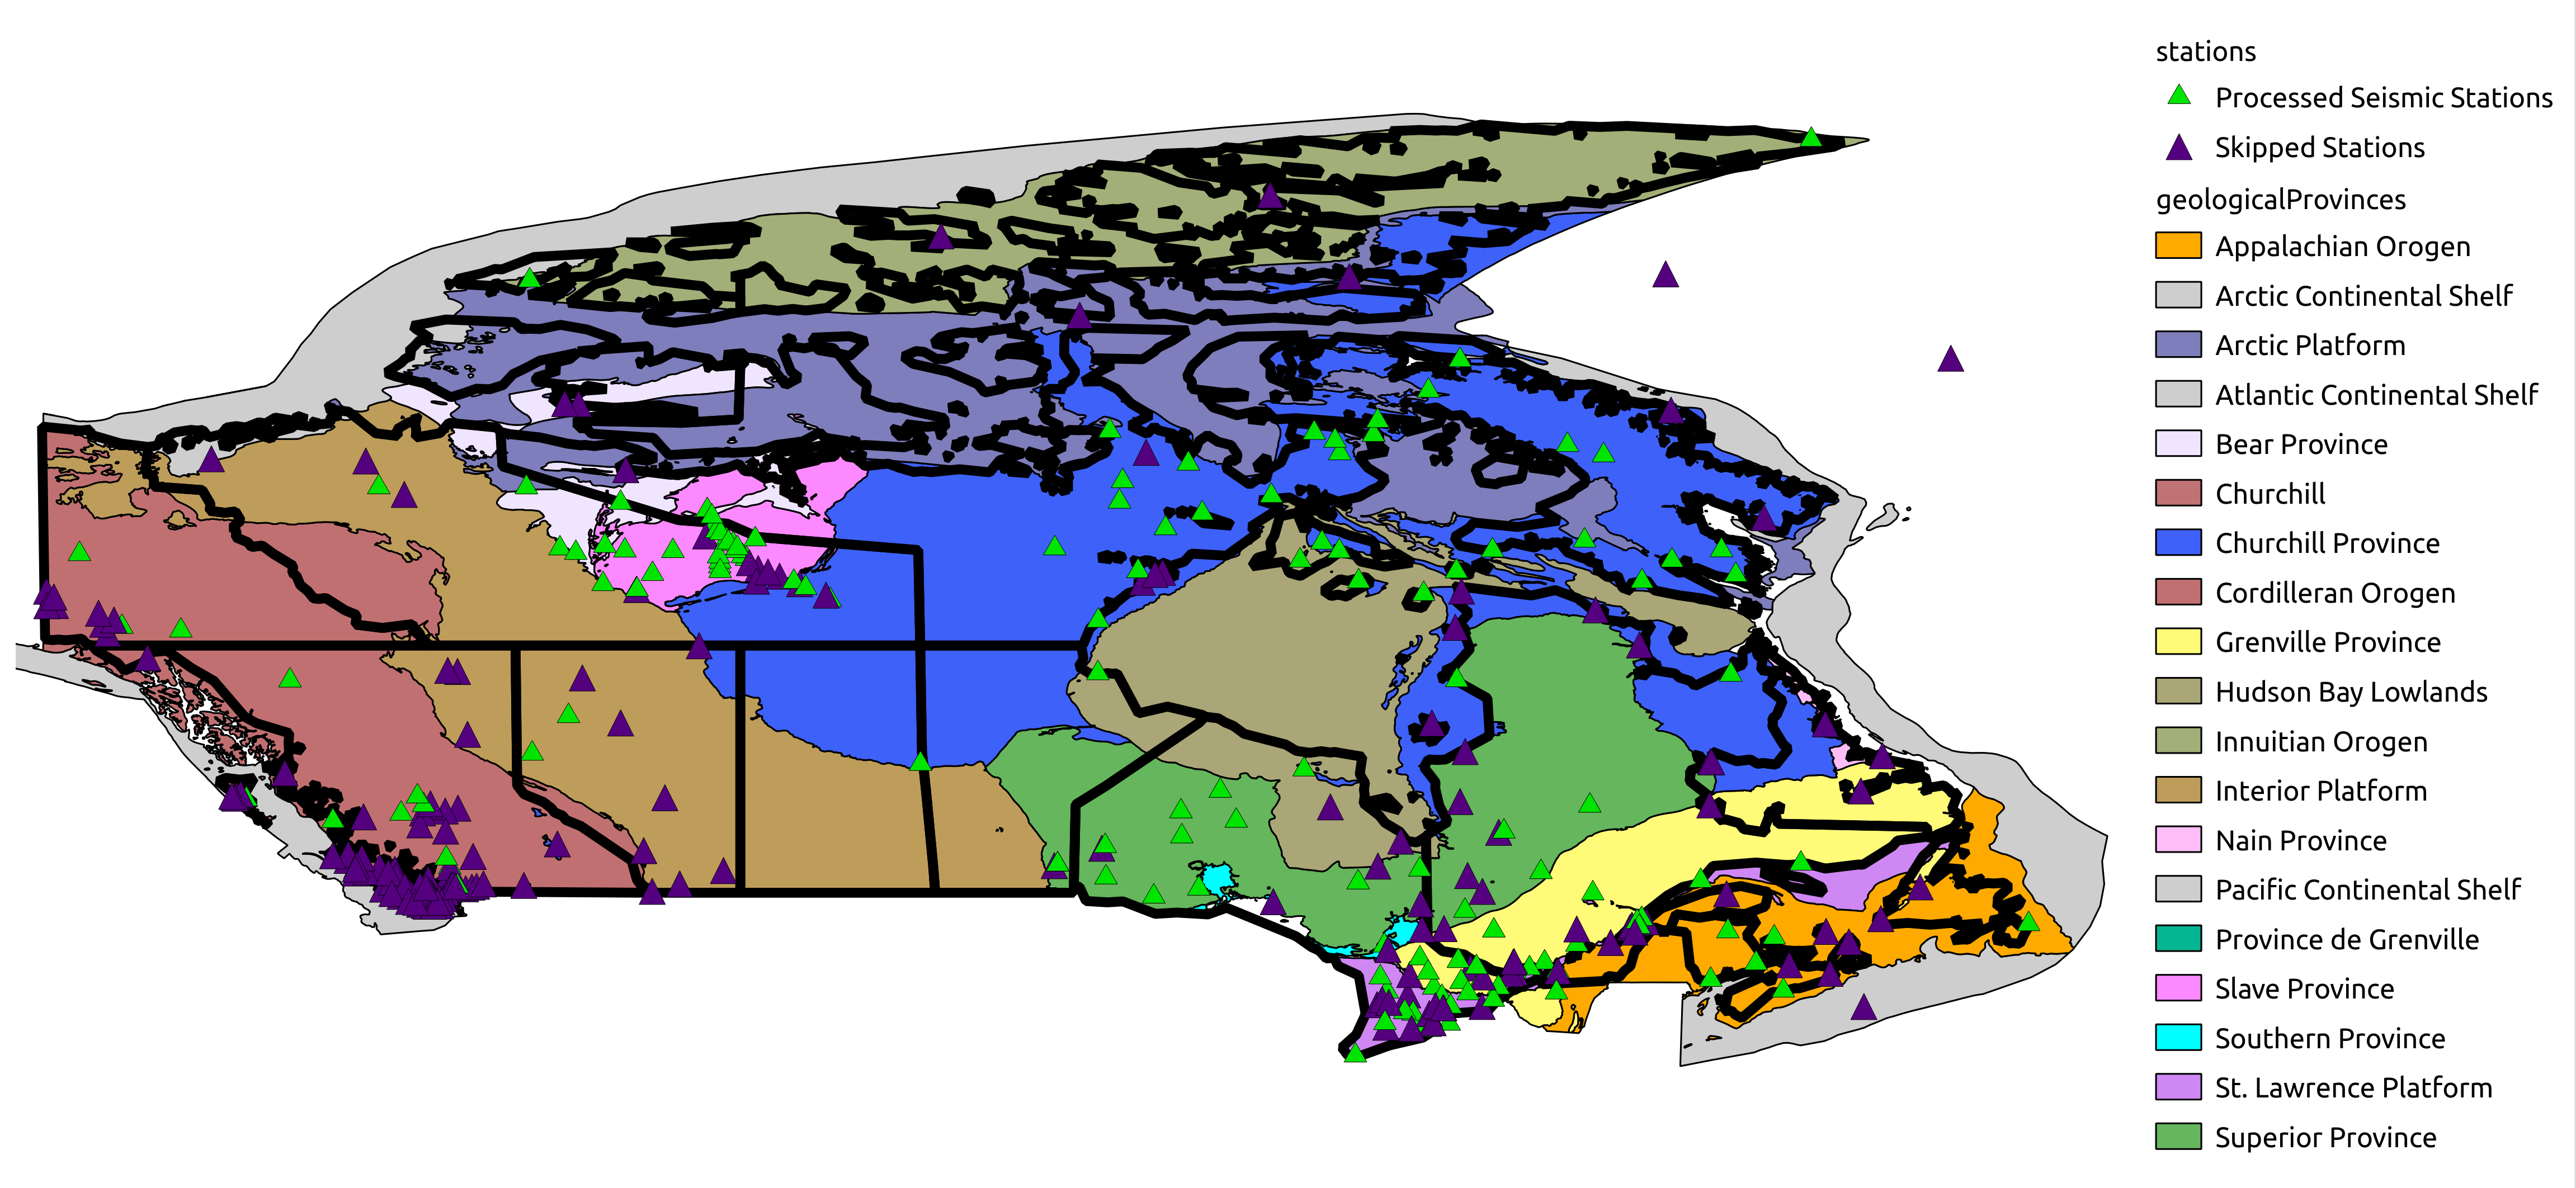 stations
Processed Seismic Stations
Skipped Stations
geologicalProvinces
Appalachian Orogen
Arctic Continental Shelf
Arctic Platform
Atlantic Continental Shelf
Bear Province
Churchill
Churchill Province
Cordilleran Orogen
Grenville Province
Hudson Bay Lowlands
Innuitian Orogen
Interior Platform
Nain Province
Pacific Continental Shelf
Province de Grenville
Slave Province
Southern Province
St. Lawrence Platform
Superior Province